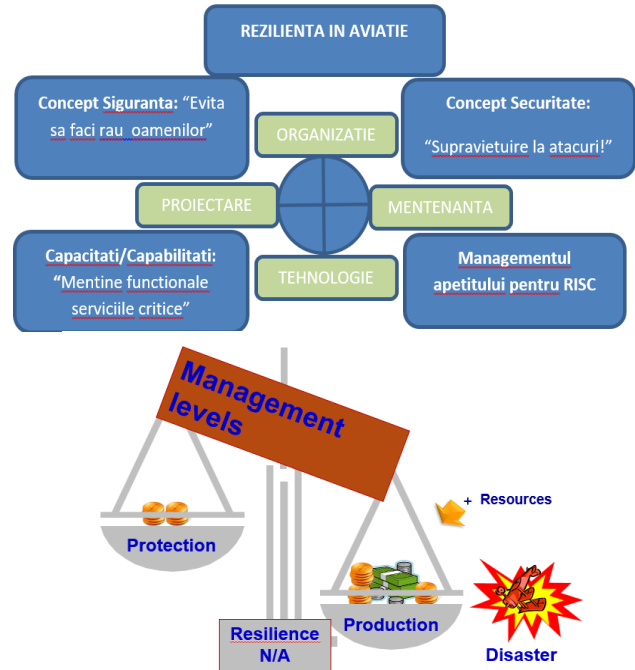 REZILIENTA IN AVIATIE
Concept Siguranta: “Evita
sa faci rau oamenilor”
Concept Securitate:
“Supravietuire la atacuri!”
ORGANIZATIE
PROIECTARE
MENTENANTA
TEHNOLOGIE
Capacitati/Capabilitati:
“Mentine functionale
serviciile critice”
Managementul
apetitului pentru RISC
Management
levels
+ Resources
Protection
Production
Resilience
N/A
Disaster